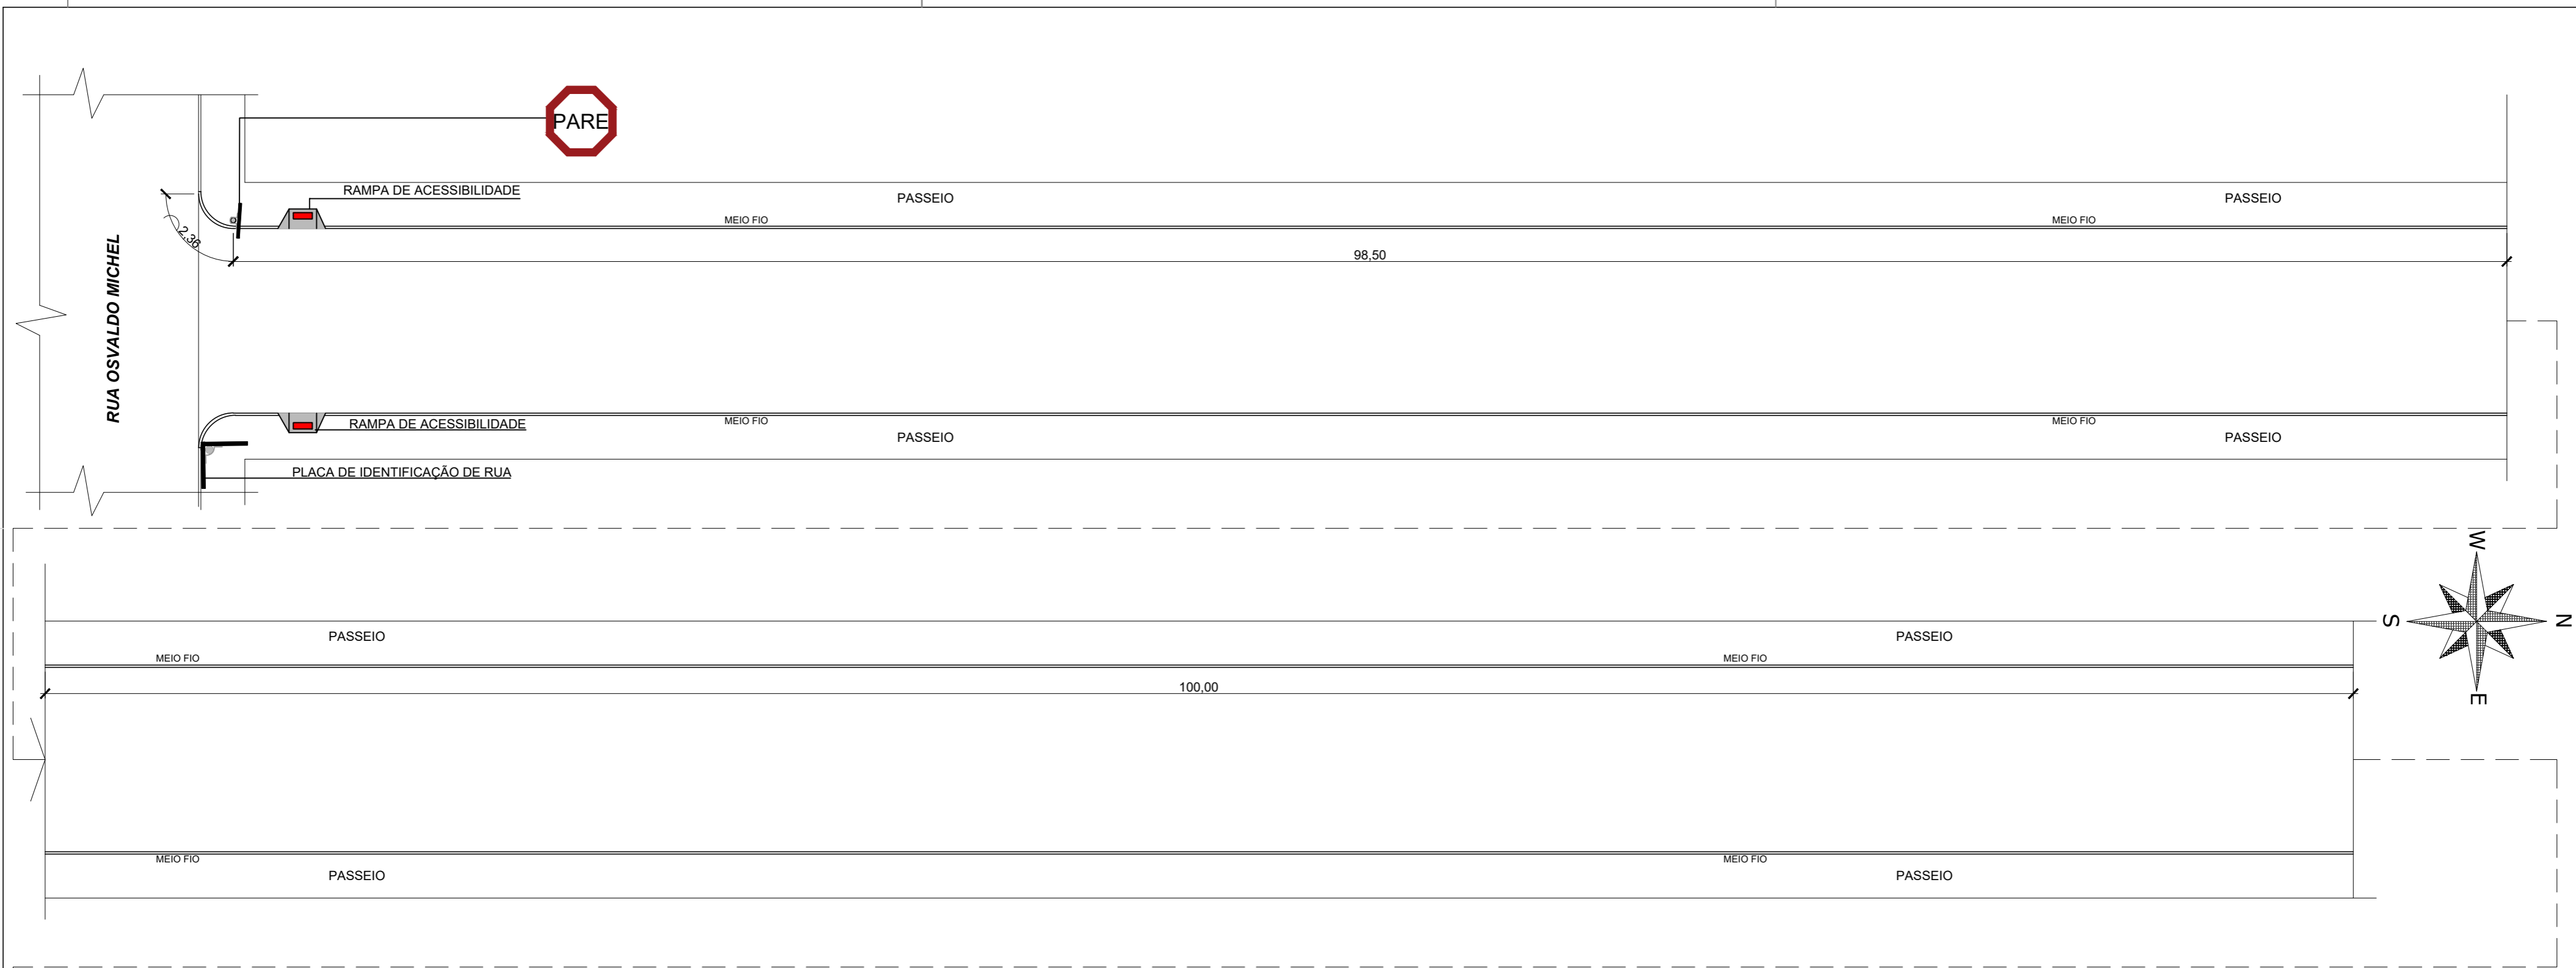 PARE
RAMPA DE ACESSIBILIDADE
PASSEIO
PASSEIO
MEIO FIO
MEIO FIO
2,36
98,50
RUA OSVALDO MICHEL
MEIO FIO
MEIO FIO
RAMPA DE ACESSIBILIDADE
PASSEIO
PASSEIO
PLACA DE IDENTIFICAÇÃO DE RUA
W
S
N
E
PASSEIO
PASSEIO
MEIO FIO
MEIO FIO
100,00
MEIO FIO
MEIO FIO
PASSEIO
PASSEIO